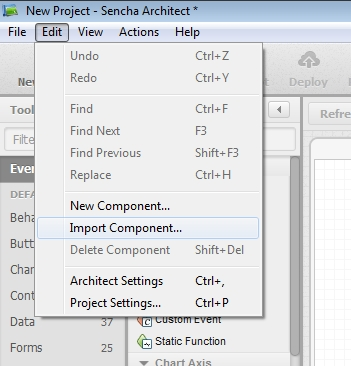 New Project - Sencha Architect *
File Edit View Actions Help
Undo Ctrl+Z
Redo Ctrl+Y
Find Ctrl+F
Find Next F3
Find Previous Shift+F3
Replace Ctrl+H
New Component...
Import Component...
Delete Component Shift+Del
Architect Settings Ctrl+,
Project Settings... Ctrl+P
New
Deploy
Tool
Refre
Filte
Even
DEFA
Beha
Butt
Char
Cont
Data 37
Forms 25
Custom Event
Static Function
Chart Axis